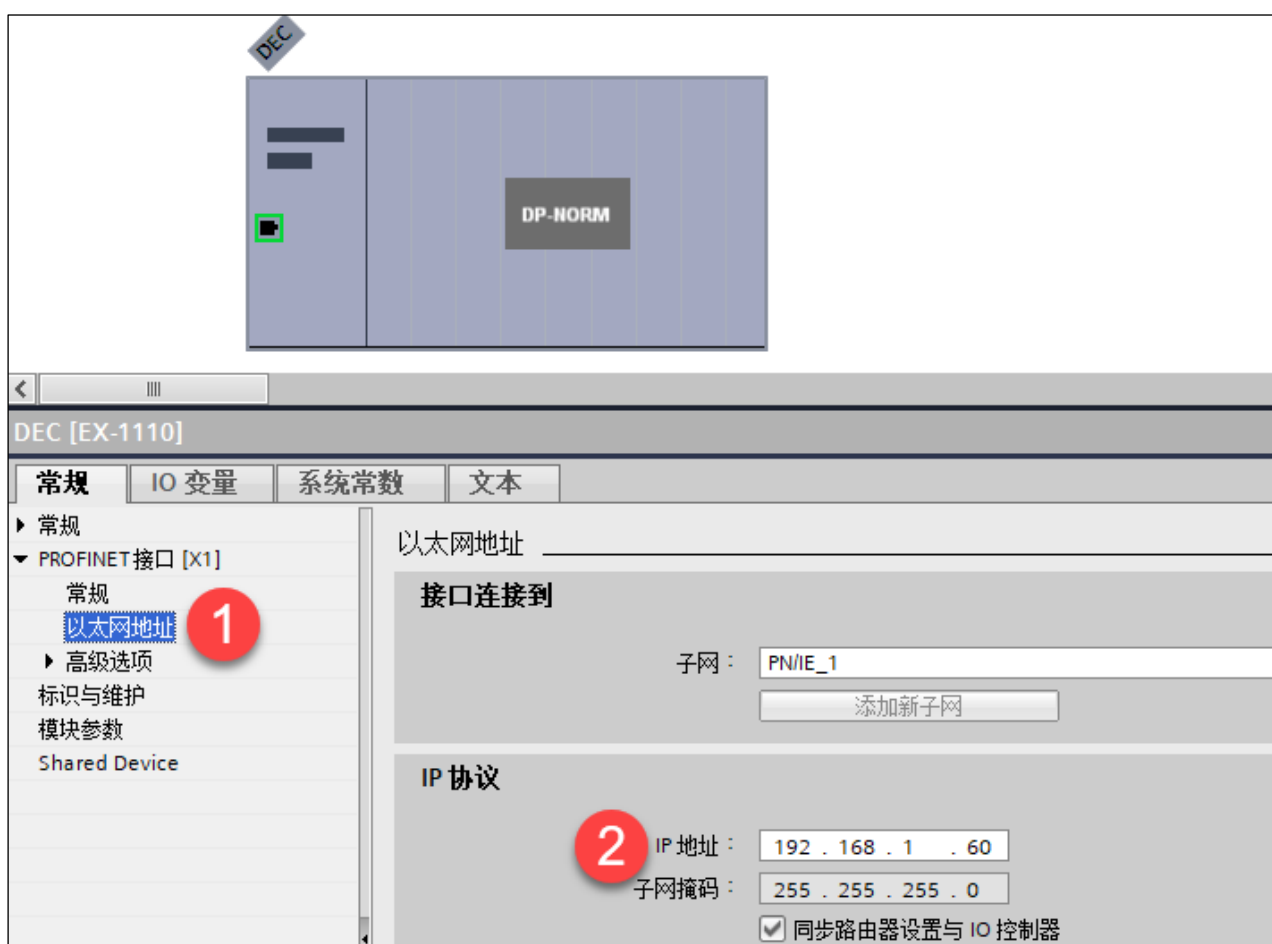 DEC
DP-NORM
DEC [EX-1110]
常规 IO 变量 系统常数 文本
常规
PROFINET接口 [X1]
常规
以太网地址 1
高级选项
标识与维护
模块参数
Shared Device
以太网地址
接口连接到
子网： PN/IE_1
添加新子网
IP 协议
2 IP 地址： 192 . 168 . 1 . 60
子网掩码： 255 . 255 . 255 . 0
同步路由器设置与 IO 控制器